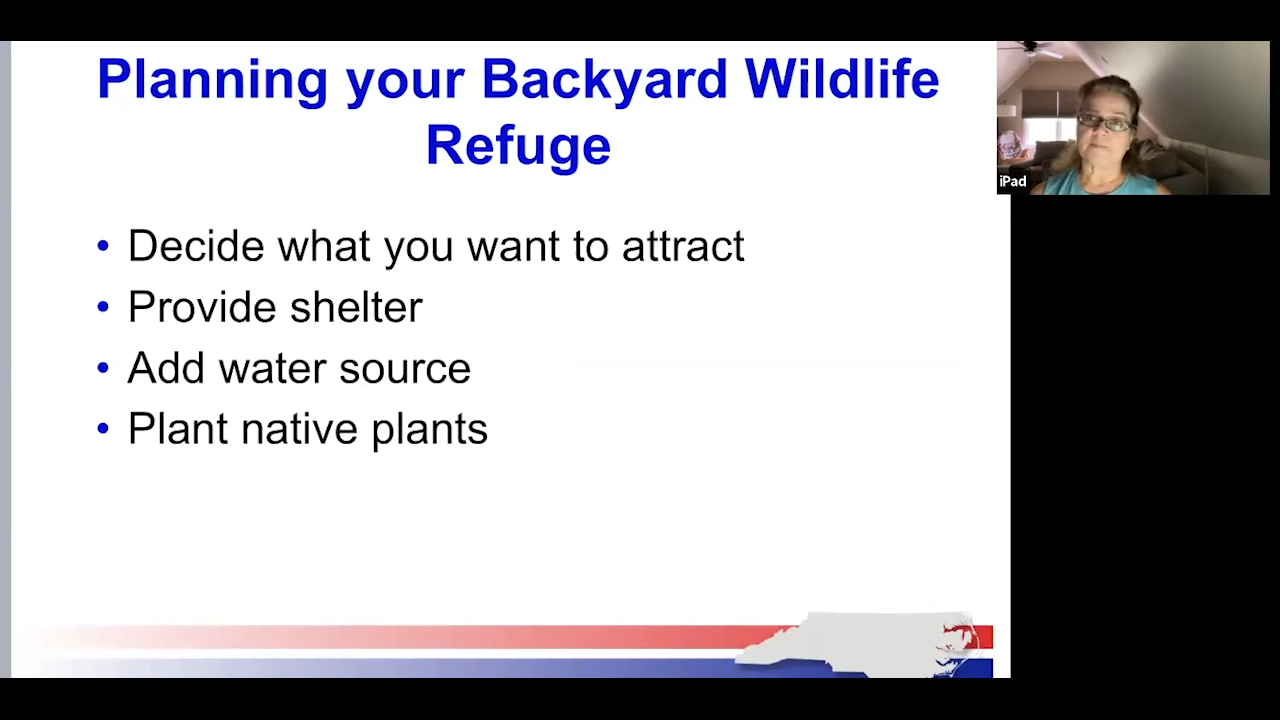 Planning your Backyard Wildlife
Refuge
• Decide what you want to attract
• Provide shelter
• Add water source
• Plant native plants
iPad